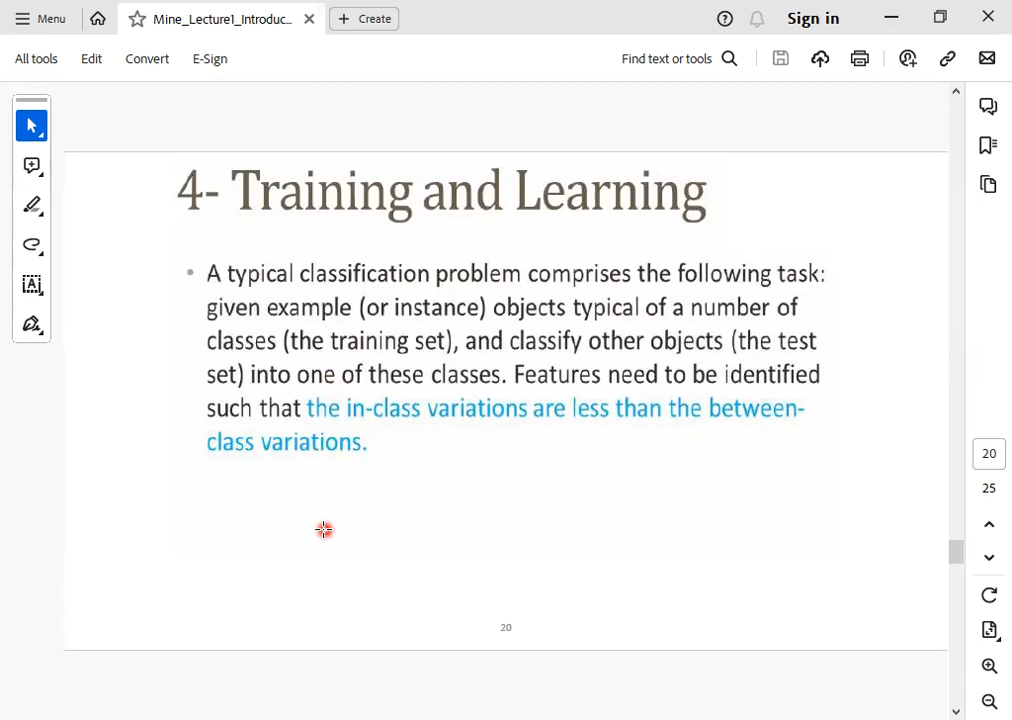 Menu
Mine_Lecture1_Introduc...
Create
Sign in
All tools
Edit
Convert
E-Sign
Find text or tools
4- Training and Learning
• A typical classification problem comprises the following task:
given example (or instance) objects typical of a number of
classes (the training set), and classify other objects (the test
set) into one of these classes. Features need to be identified
such that the in-class variations are less than the between-
class variations.
20
20
25